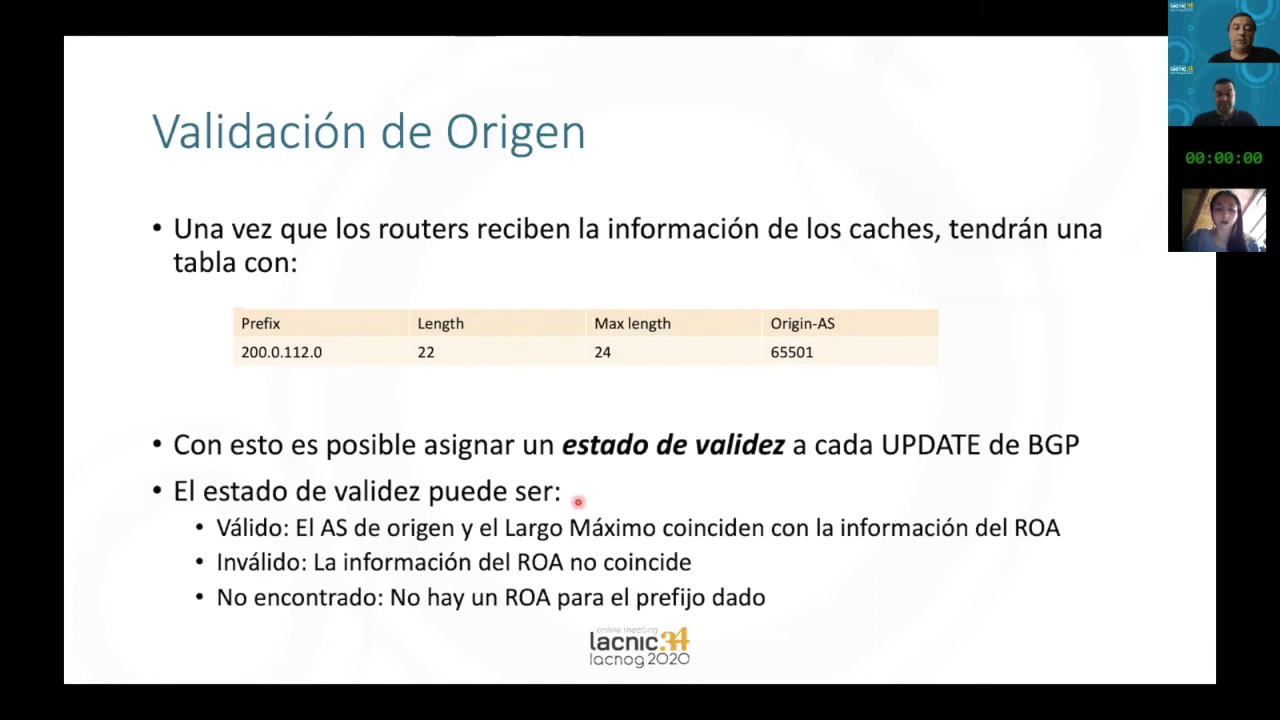 Validación de Origen
• Una vez que los routers reciben la información de los caches, tendrán una
tabla con:
Prefix Length Max length Origin-AS
200.0.112.0 22 24 65501
• Con esto es posible asignar un estado de validez a cada UPDATE de BGP
• El estado de validez puede ser:
• Válido: El AS de origen y el Largo Máximo coinciden con la información del ROA
• Inválido: La información del ROA no coincide
• No encontrado: No hay un ROA para el prefijo dado
online meeting
lacnic34
lacnog2020
00:00:00